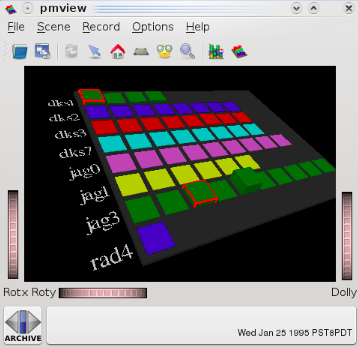 pmview
File Scene Record Options Help
dks1
dks2
dks3
dks7
jag0
jag1
jag3
rad4
Rotx Roty
Dolly
ARCHIVE
Wed Jan 25 1995 PST8PDT